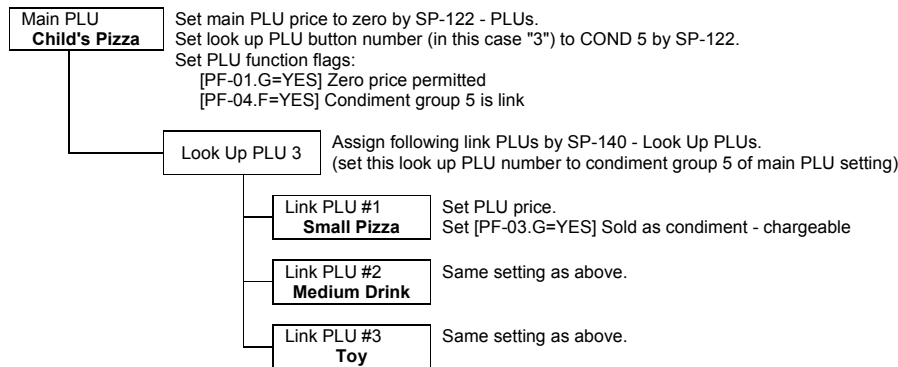 Main PLU
Child's Pizza
Set main PLU price to zero by SP-122 - PLUs.
Set look up PLU button number (in this case "3") to COND 5 by SP-122.
Set PLU function flags:
[PF-01.G=YES] Zero price permitted
[PF-04.F=YES] Condiment group 5 is link
Look Up PLU 3
Assign following link PLUs by SP-140 - Look Up PLUs.
(set this look up PLU number to condiment group 5 of main PLU setting)
Link PLU #1
Small Pizza
Set PLU price.
Set [PF-03.G=YES] Sold as condiment - chargeable
Link PLU #2
Medium Drink
Same setting as above.
Link PLU #3
Toy
Same setting as above.